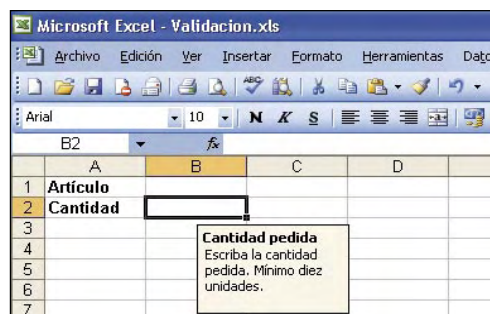 Microsoft Excel - Validacion.xls
Archivo Edición Ver Insertar Formato Herramientas Dato
ABC
Arial 10 N K S a
B2 fx
A B C D
1 Artículo
2 Cantidad
3
Cantidad pedida
4 Escriba la cantidad
5 pedida. Mínimo diez
6 unidades.
7